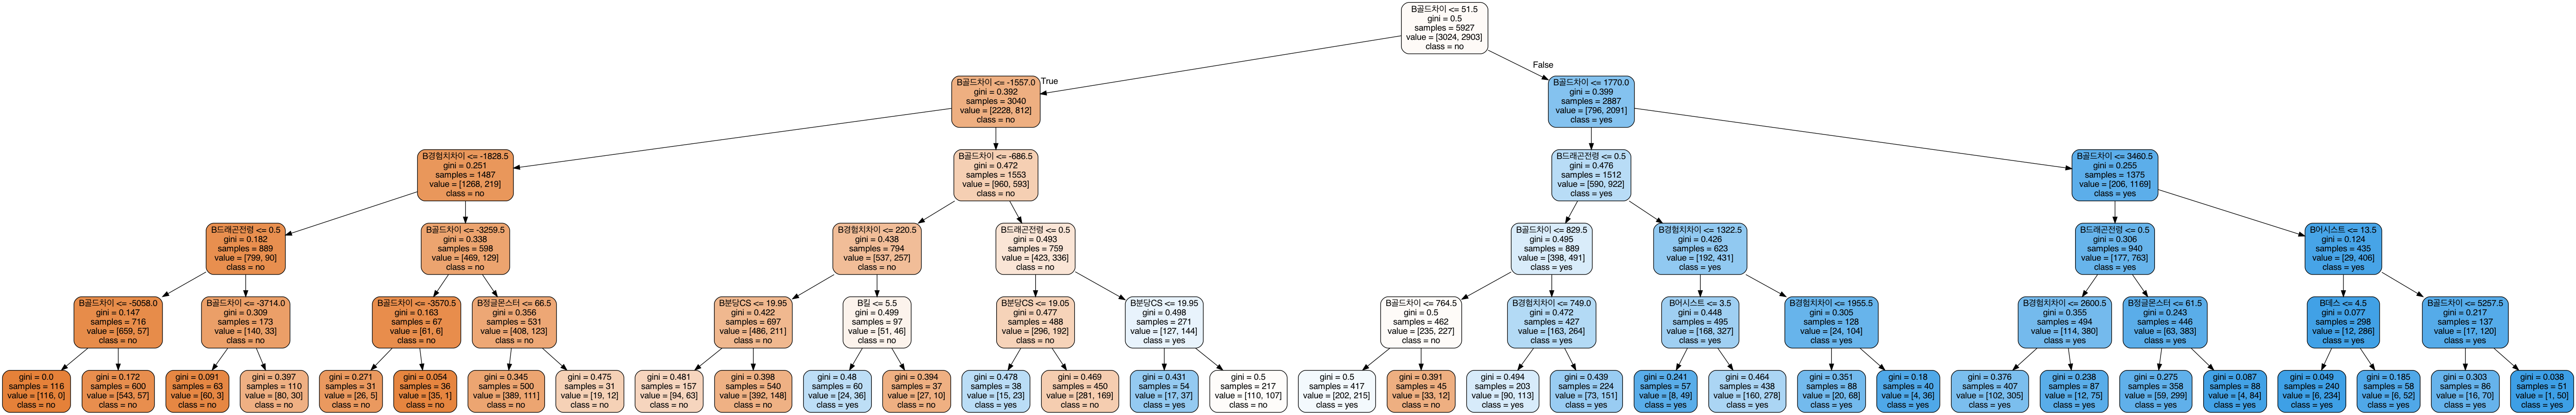 B골드차이 <= 51.5
gini = 0.5
samples = 5927
value = [3024, 2903]
class = no
True
False
B골드차이 <= -1557.0
gini = 0.392
samples = 3040
value = [2228, 812]
class = no
B골드차이 <= 1770.0
gini = 0.399
samples = 2887
value = [796, 2091]
class = yes
B경험치차이 <= -1828.5
gini = 0.251
samples = 1487
value = [1268, 219]
class = no
B골드차이 <= -686.5
gini = 0.472
samples = 1553
value = [960, 593]
class = no
B드래곤전령 <= 0.5
gini = 0.476
samples = 1512
value = [590, 922]
class = yes
B골드차이 <= 3460.5
gini = 0.255
samples = 1375
value = [206, 1169]
class = yes
B드래곤전령 <= 0.5
gini = 0.182
samples = 889
value = [799, 90]
class = no
B골드차이 <= -3259.5
gini = 0.338
samples = 598
value = [469, 129]
class = no
B경험치차이 <= 220.5
gini = 0.438
samples = 794
value = [537, 257]
class = no
B드래곤전령 <= 0.5
gini = 0.493
samples = 759
value = [423, 336]
class = no
B골드차이 <= 829.5
gini = 0.495
samples = 889
value = [398, 491]
class = yes
B경험치차이 <= 1322.5
gini = 0.426
samples = 623
value = [192, 431]
class = yes
B드래곤전령 <= 0.5
gini = 0.306
samples = 940
value = [177, 763]
class = yes
B어시스트 <= 13.5
gini = 0.124
samples = 435
value = [29, 406]
class = yes
B골드차이 <= -5058.0
gini = 0.147
samples = 716
value = [659, 57]
class = no
B골드차이 <= -3714.0
gini = 0.309
samples = 173
value = [140, 33]
class = no
B골드차이 <= -3570.5
gini = 0.163
samples = 67
value = [61, 6]
class = no
B정글몬스터 <= 66.5
gini = 0.356
samples = 531
value = [408, 123]
class = no
B분당CS <= 19.95
gini = 0.422
samples = 697
value = [486, 211]
class = no
B킬 <= 5.5
gini = 0.499
samples = 97
value = [51, 46]
class = no
B분당CS <= 19.05
gini = 0.477
samples = 488
value = [296, 192]
class = no
B분당CS <= 19.95
gini = 0.498
samples = 271
value = [127, 144]
class = yes
B골드차이 <= 764.5
gini = 0.5
samples = 462
value = [235, 227]
class = no
B경험치차이 <= 749.0
gini = 0.472
samples = 427
value = [163, 264]
class = yes
B어시스트 <= 3.5
gini = 0.448
samples = 495
value = [168, 327]
class = yes
B경험치차이 <= 1955.5
gini = 0.305
samples = 128
value = [24, 104]
class = yes
B경험치차이 <= 2600.5
gini = 0.355
samples = 494
value = [114, 380]
class = yes
B정글몬스터 <= 61.5
gini = 0.243
samples = 446
value = [63, 383]
class = yes
B데스 <= 4.5
gini = 0.077
samples = 298
value = [12, 286]
class = yes
B골드차이 <= 5257.5
gini = 0.217
samples = 137
value = [17, 120]
class = yes
gini = 0.0
samples = 116
value = [116, 0]
class = no
gini = 0.172
samples = 600
value = [543, 57]
class = no
gini = 0.091
samples = 63
value = [60, 3]
class = no
gini = 0.397
samples = 110
value = [80, 30]
class = no
gini = 0.271
samples = 31
value = [26, 5]
class = no
gini = 0.054
samples = 36
value = [35, 1]
class = no
gini = 0.345
samples = 500
value = [389, 111]
class = no
gini = 0.475
samples = 31
value = [19, 12]
class = no
gini = 0.481
samples = 157
value = [94, 63]
class = no
gini = 0.398
samples = 540
value = [392, 148]
class = no
gini = 0.48
samples = 60
value = [24, 36]
class = yes
gini = 0.394
samples = 37
value = [27, 10]
class = no
gini = 0.478
samples = 38
value = [15, 23]
class = yes
gini = 0.469
samples = 450
value = [281, 169]
class = no
gini = 0.431
samples = 54
value = [17, 37]
class = yes
gini = 0.5
samples = 217
value = [110, 107]
class = no
gini = 0.5
samples = 417
value = [202, 215]
class = yes
gini = 0.391
samples = 45
value = [33, 12]
class = no
gini = 0.494
samples = 203
value = [90, 113]
class = yes
gini = 0.439
samples = 224
value = [73, 151]
class = yes
gini = 0.241
samples = 57
value = [8, 49]
class = yes
gini = 0.464
samples = 438
value = [160, 278]
class = yes
gini = 0.351
samples = 88
value = [20, 68]
class = yes
gini = 0.18
samples = 40
value = [4, 36]
class = yes
gini = 0.376
samples = 407
value = [102, 305]
class = yes
gini = 0.238
samples = 87
value = [12, 75]
class = yes
gini = 0.275
samples = 358
value = [59, 299]
class = yes
gini = 0.087
samples = 88
value = [4, 84]
class = yes
gini = 0.049
samples = 240
value = [6, 234]
class = yes
gini = 0.185
samples = 58
value = [6, 52]
class = yes
gini = 0.303
samples = 86
value = [16, 70]
class = yes
gini = 0.038
samples = 51
value = [1, 50]
class = yes